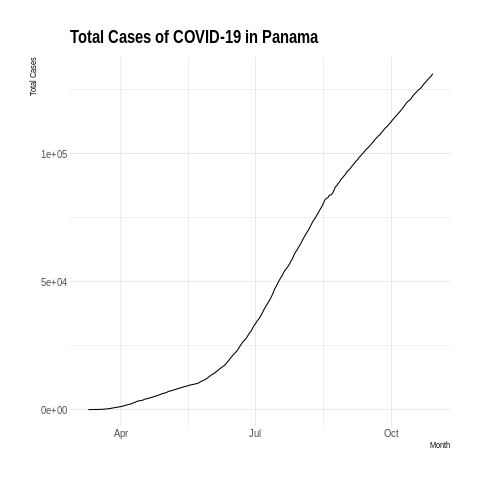 Total Cases of COVID-19 in Panama
Total Cases
1e+05
5e+04
0e+00
Apr
Jul
Oct
Month